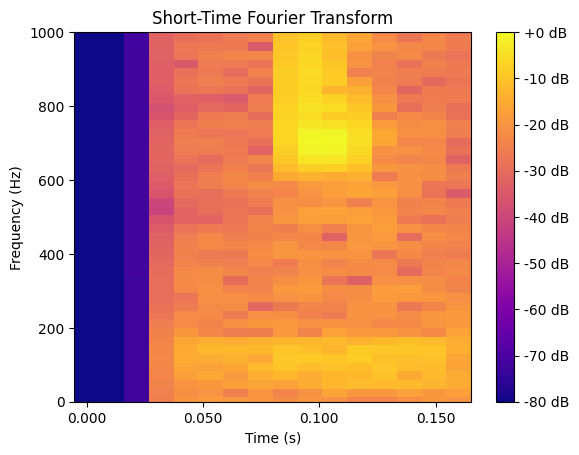 Short-Time Fourier Transform
1000
800
600
400
200
0
Frequency (Hz)
0.000
0.050
0.100
0.150
Time (s)
+0 dB
-10 dB
-20 dB
-30 dB
-40 dB
-50 dB
-60 dB
-70 dB
-80 dB